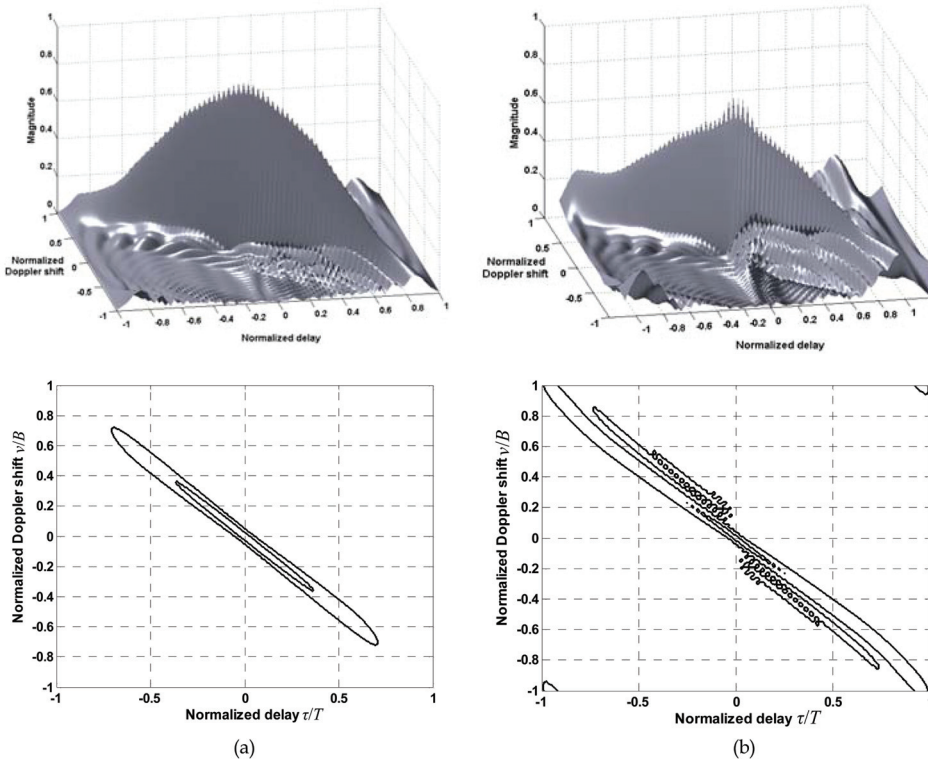 1
0.8
0.6
0.4
0.2
0
Magnitude
1
0.5
0
-0.5
-1
Normalized
Doppler shift
-1 -0.8 -0.6 -0.4 -0.2 0 0.2 0.4 0.6 0.8 1
Normalized delay
1
0.8
0.6
0.4
0.2
0
Magnitude
1
0.5
0
-0.5
-1
Normalized
Doppler shift
-1 -0.8 -0.6 -0.4 -0.2 0 0.2 0.4 0.6 0.8
Normalized delay
1
0.8
0.6
0.4
0.2
0
-0.2
-0.4
-0.6
-0.8
-1
Normalized Doppler shift ν/B
-1 -0.5 0 0.5 1
Normalized delay τ/T
(a)
1
0.8
0.6
0.4
0.2
0
-0.2
-0.4
-0.6
-0.8
-1
Normalized Doppler shift ν/B
-1 -0.5 0 0.5
Normalized delay τ/T
(b)